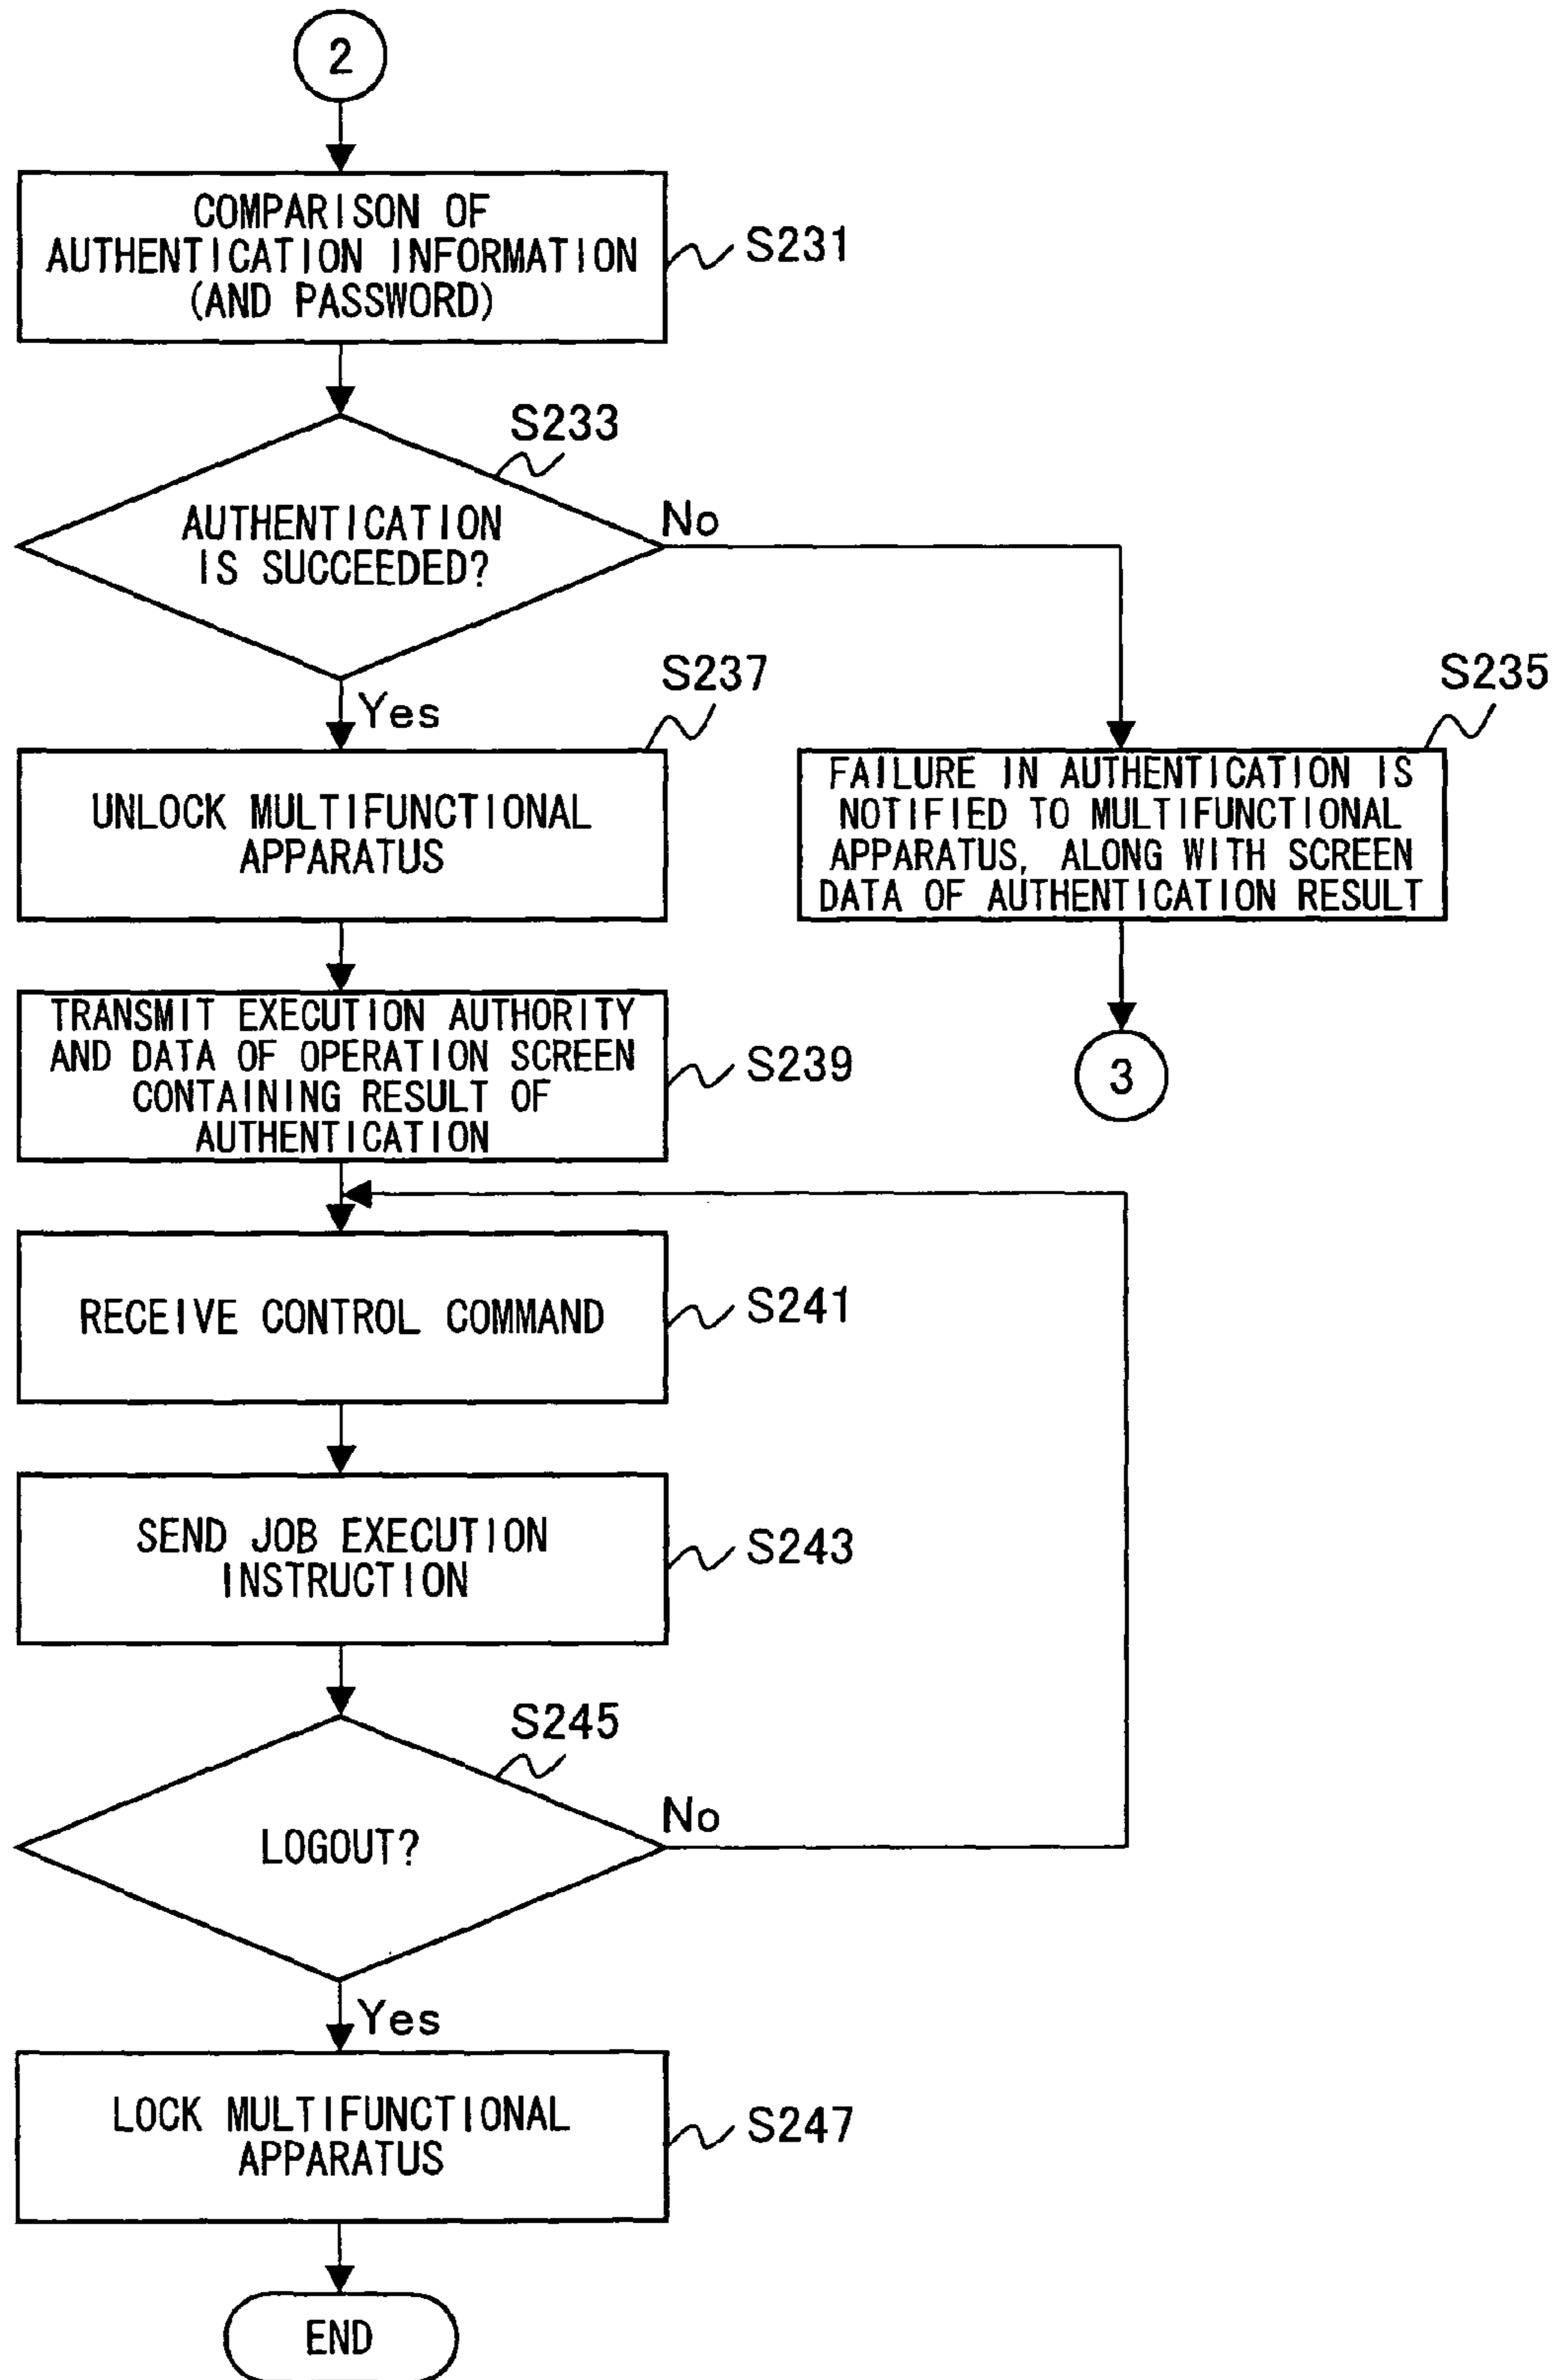 2
COMPARISON OF
AUTHENTICATION INFORMATION
(AND PASSWORD)
S231
S233
AUTHENTICATION
IS SUCCEEDED?
No
Yes
S237
UNLOCK MULTIFUNCTIONAL
APPARATUS
S235
FAILURE IN AUTHENTICATION IS
NOTIFIED TO MULTIFUNCTIONAL
APPARATUS, ALONG WITH SCREEN
DATA OF AUTHENTICATION RESULT
3
TRANSMIT EXECUTION AUTHORITY
AND DATA OF OPERATION SCREEN
CONTAINING RESULT OF
AUTHENTICATION
S239
RECEIVE CONTROL COMMAND
S241
SEND JOB EXECUTION
INSTRUCTION
S243
S245
LOGOUT?
No
Yes
LOCK MULTIFUNCTIONAL
APPARATUS
S247
END